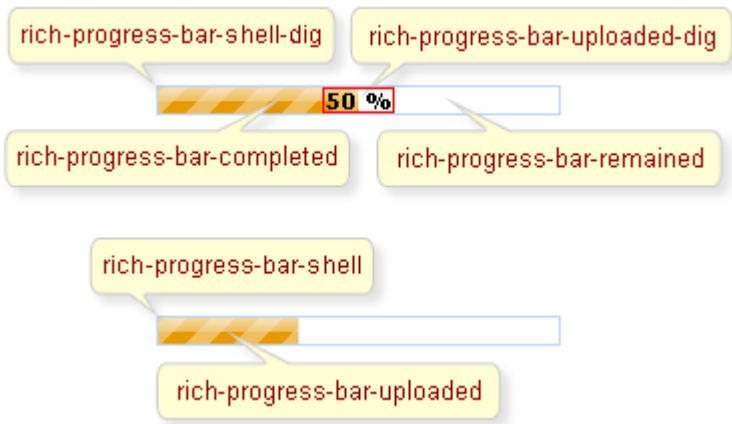 rich-progress-bar-shell-dig
rich-progress-bar-uploaded-dig
50 %
rich-progress-bar-completed
rich-progress-bar-remained
rich-progress-bar-shell
rich-progress-bar-uploaded